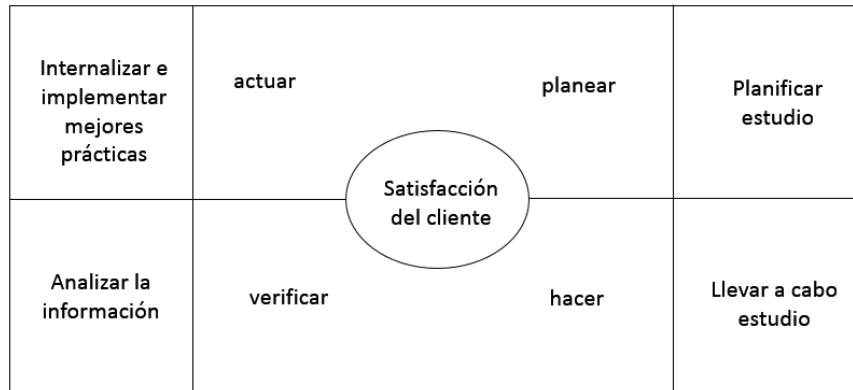 Internalizar e
implementar
mejores
prácticas
actuar
planear
Planificar
estudio
Satisfacción
del cliente
Analizar la
información
verificar
hacer
Llevar a cabo
estudio